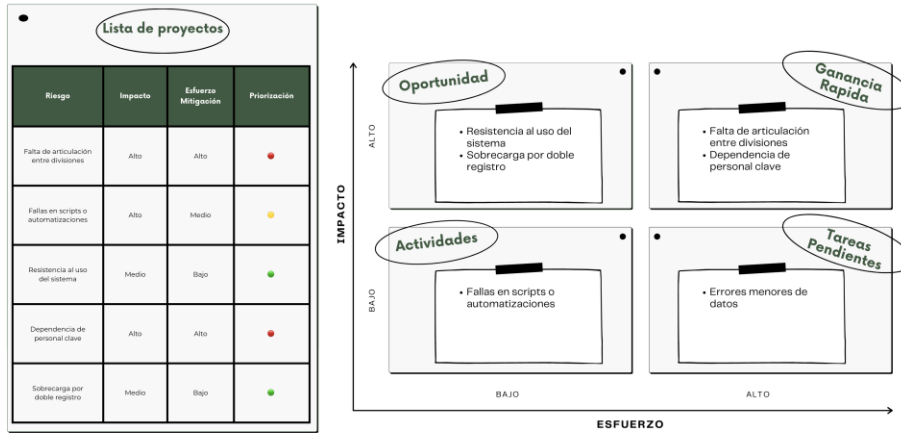 Lista de proyectos
Riesgo
Impacto
Esfuerzo
Mitigación
Priorización
Falta de articulación
entre divisiones
Alto
Alto
Fallas en scripts o
automatizaciones
Alto
Medio
Resistencia al uso
del sistema
Medio
Bajo
Dependencia de
personal clave
Alto
Alto
Sobrecarga por
doble registro
Medio
Bajo
IMPACTO
ALTO
BAJO
Oportunidad
• Resistencia al uso del
sistema
• Sobrecarga por doble
registro
Ganancia
Rapida
• Falta de articulación
entre divisiones
• Dependencia de
personal clave
Actividades
• Fallas en scripts o
automatizaciones
Tareas
Pendientes
• Errores menores de
datos
BAJO
ALTO
ESFUERZO